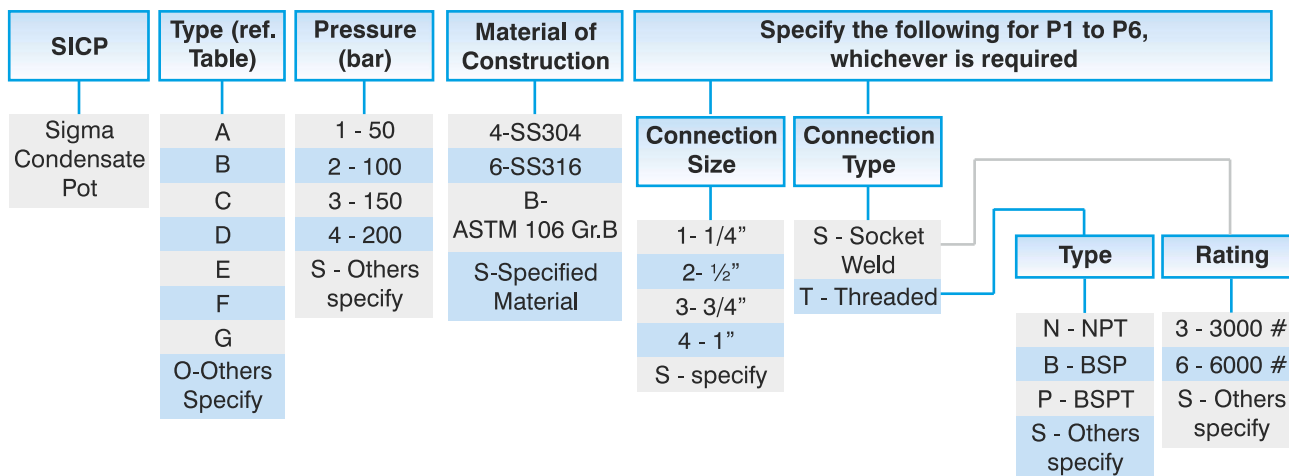 SICP
Sigma
Condensate
Pot
Type (ref.
Table)
A
B
C
D
E
F
G
O-Others
Specify
Pressure
(bar)
1 - 50
2 - 100
3 - 150
4 - 200
S - Others
specify
Material of
Construction
4-SS304
6-SS316
B-
ASTM 106 Gr.B
S-Specified
Material
Specify the following for P1 to P6,
whichever is required
Connection
Size
1- 1/4”
2- ½”
3- 3/4”
4 - 1”
S - specify
Connection
Type
S - Socket
Weld
T - Threaded
Type
N - NPT
B - BSP
P - BSPT
S - Others
specify
Rating
3 - 3000 #
6 - 6000 #
S - Others
specify